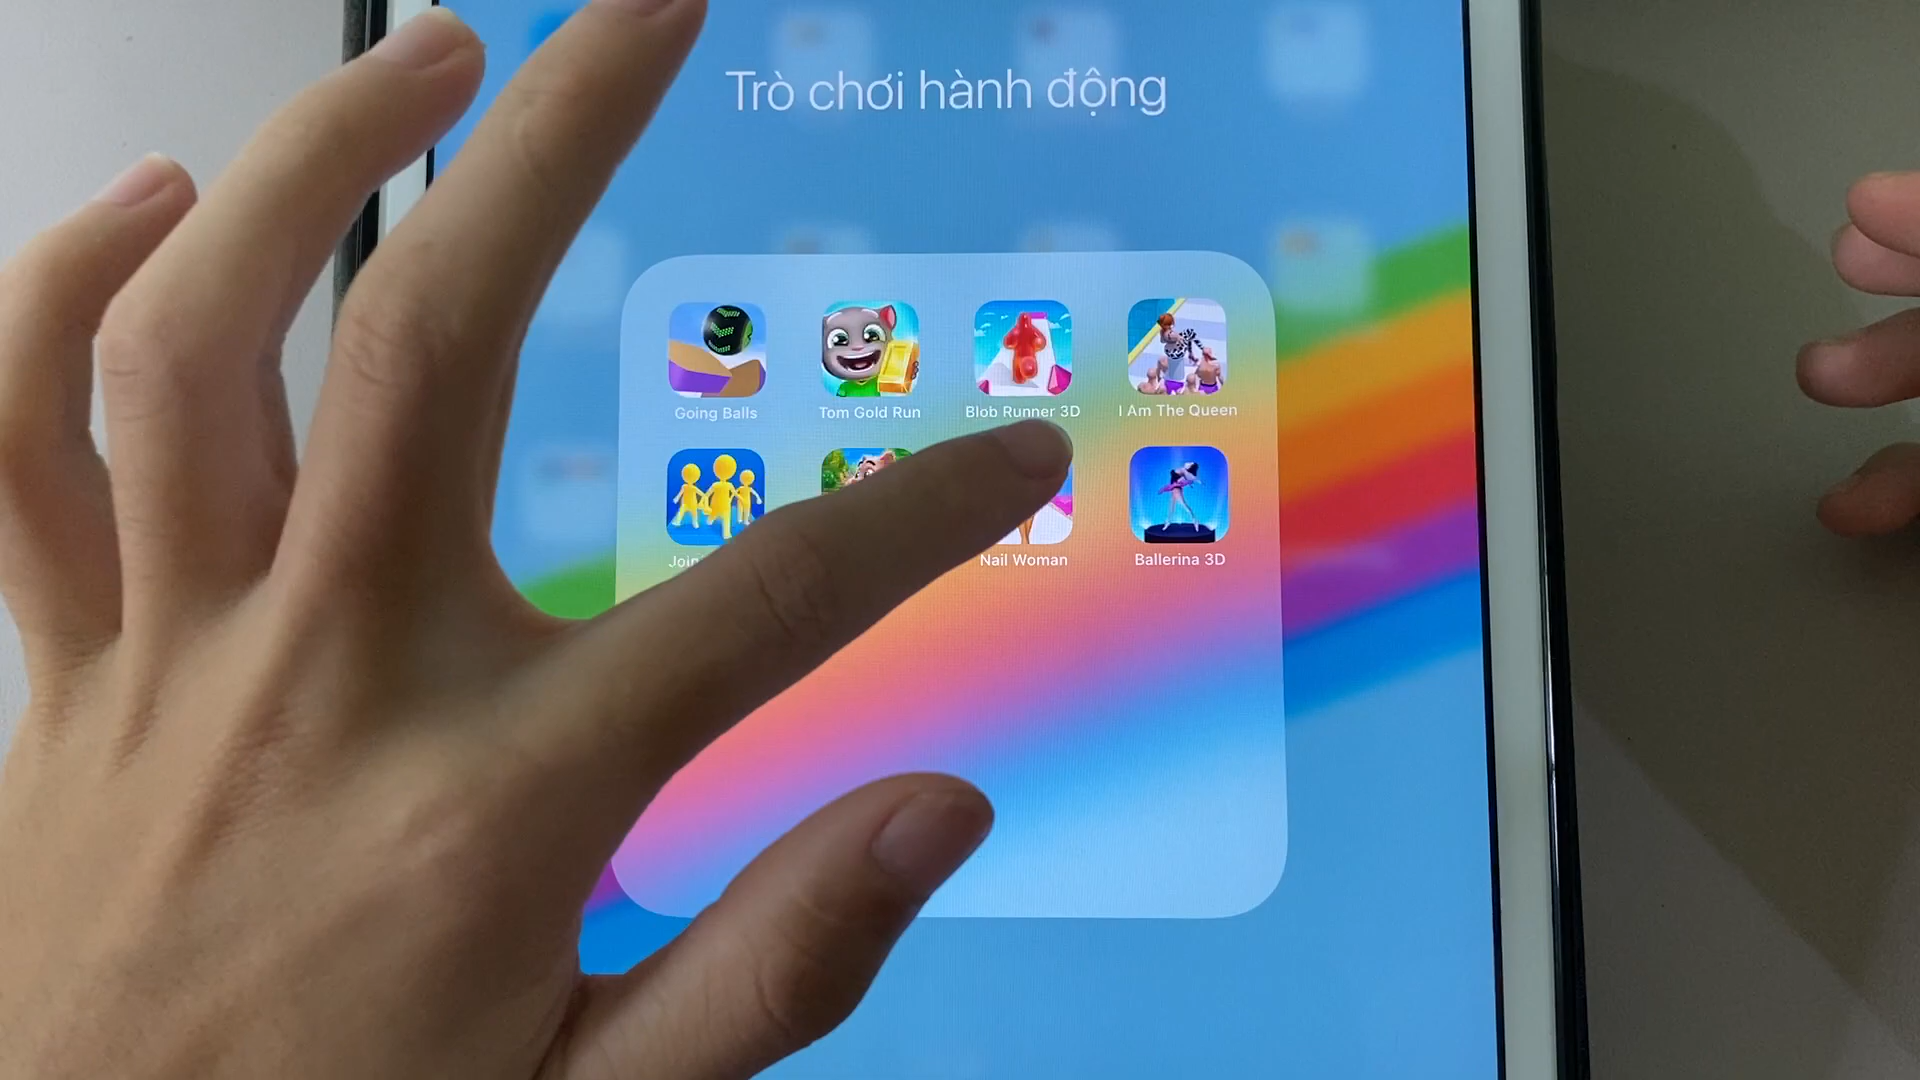 Trò chơi hành động
Going Balls
Tom Gold Run
Blob Runner 3D
I Am The Queen
Nail Woman
Ballerina 3D